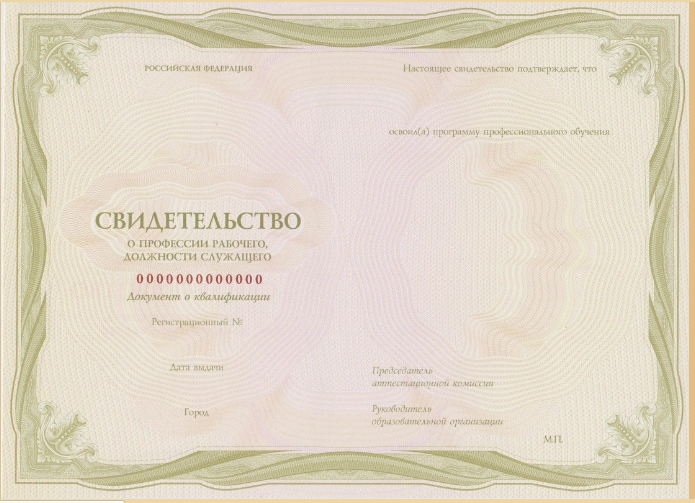 РОССИЙСКАЯ ФЕДЕРАЦИЯ
СВИДЕТЕЛЬСТВО
О ПРОФЕССИИ РАБОЧЕГО,
ДОЛЖНОСТИ СЛУЖАЩЕГО
0000000000000
Документ о квалификации
Регистрационный №
Дата выдачи
Город
Настоящее свидетельство подтверждает, что
освоил(а) программу профессионального обучения
Председатель
аттестационной комиссии
Руководитель
образовательной организации
М.П.